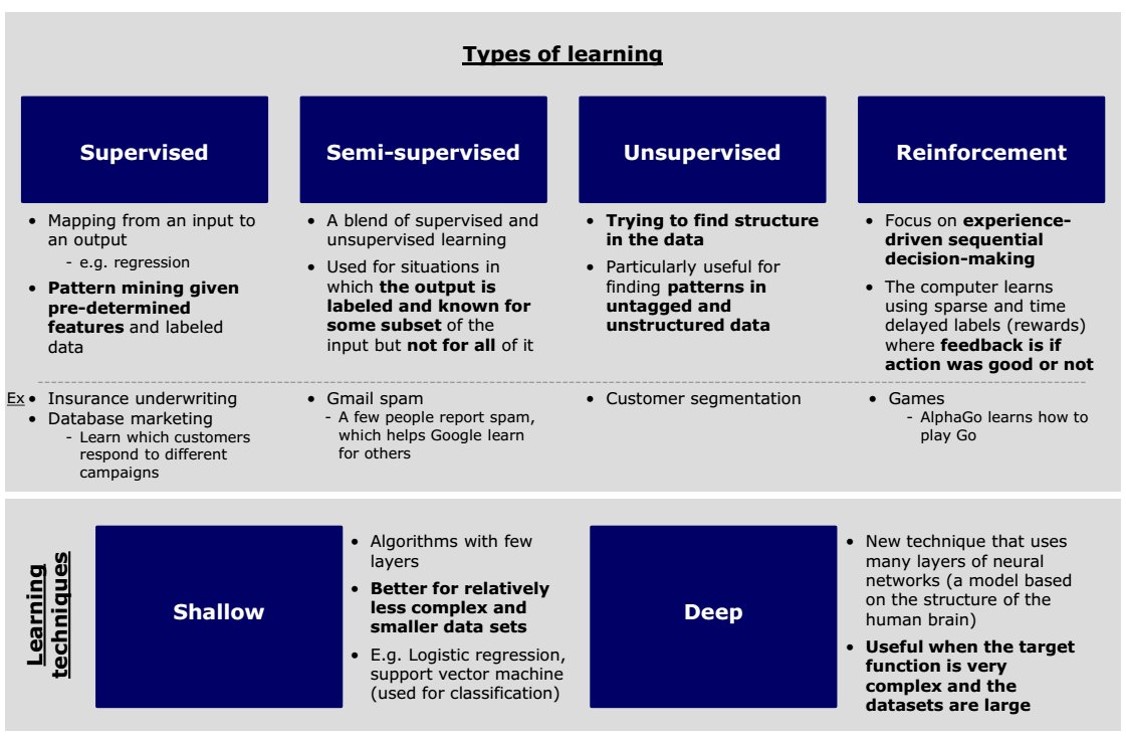 Types of learning
Supervised
• Mapping from an input to
an output
- e.g. regression
• Pattern mining given
pre-determined
features and labeled
data
Semi-supervised
• A blend of supervised and
unsupervised learning
• Used for situations in
which the output is
labeled and known for
some subset of the
input but not for all of it
Unsupervised
• Trying to find structure
in the data
• Particularly useful for
finding patterns in
untagged and
unstructured data
Reinforcement
• Focus on experience-
driven sequential
decision-making
• The computer learns
using sparse and time
delayed labels (rewards)
where feedback is if
action was good or not
Ex • Insurance underwriting
• Database marketing
- Learn which customers
respond to different
campaigns
• Gmail spam
- A few people report spam,
which helps Google learn
for others
• Customer segmentation
• Games
- AlphaGo learns how to
play Go
Learning
techniques
Shallow
• Algorithms with few
layers
• Better for relatively
less complex and
smaller data sets
• E.g. Logistic regression,
support vector machine
(used for classification)
Deep
• New technique that uses
many layers of neural
networks (a model based
on the structure of the
human brain)
• Useful when the target
function is very
complex and the
datasets are large